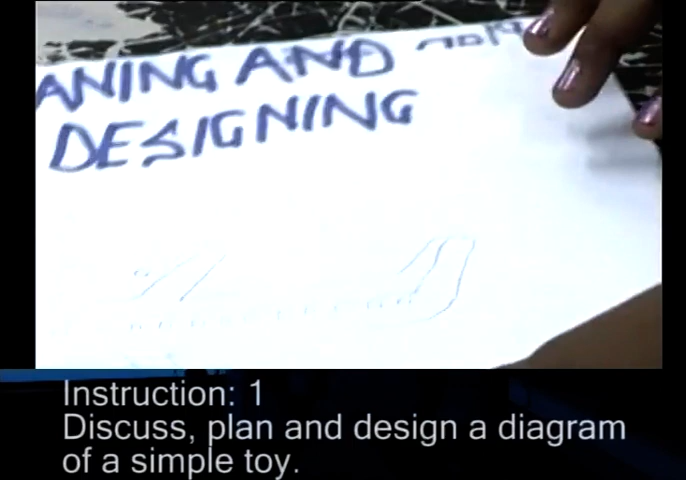 ANING AND
DESIGNING
Instruction: 1
Discuss, plan and design a diagram
of a simple toy.